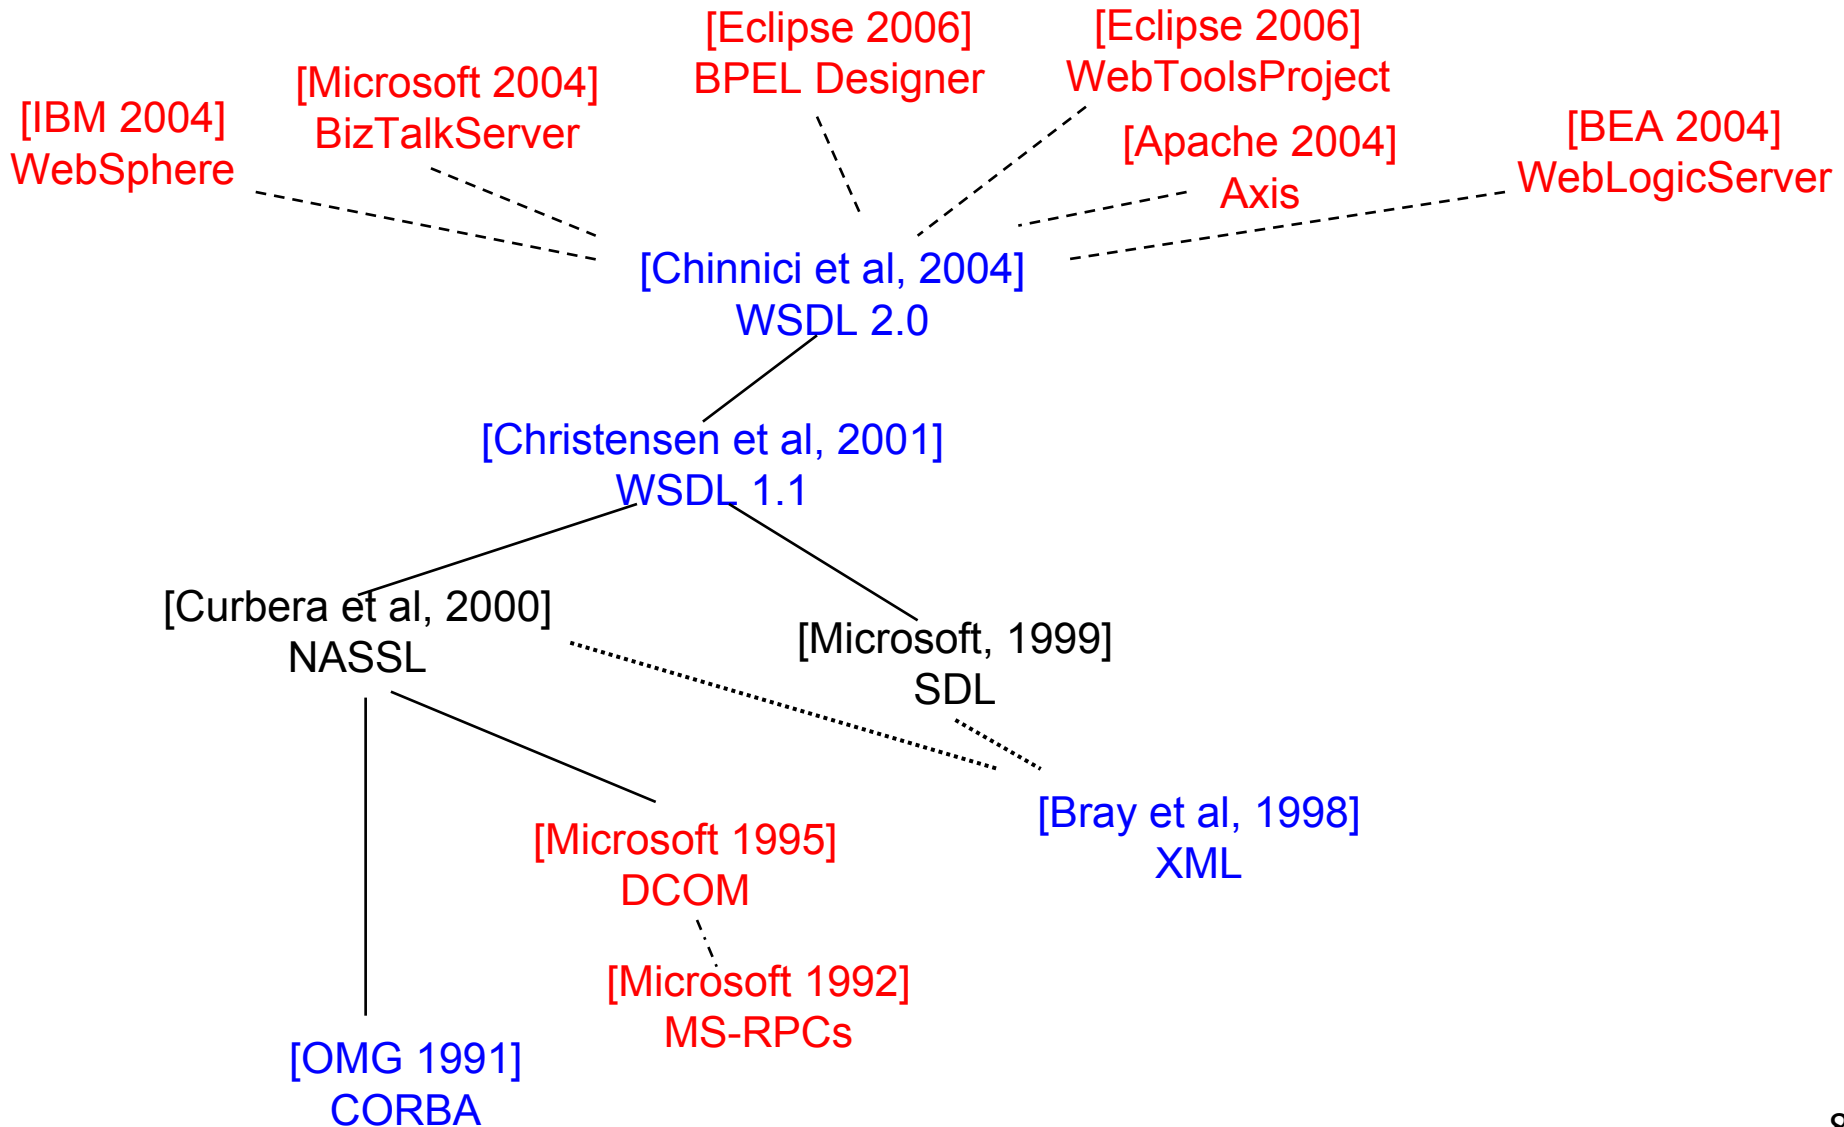 [Eclipse 2006]
BPEL Designer
[Eclipse 2006]
WebToolsProject
[Microsoft 2004]
BizTalkServer
[IBM 2004]
WebSphere
[Apache 2004]
Axis
[BEA 2004]
WebLogicServer
[Chinnici et al, 2004]
WSDL 2.0
[Christensen et al, 2001]
WSDL 1.1
[Curbera et al, 2000]
NASSL
[Microsoft, 1999]
SDL
[Microsoft 1995]
DCOM
[Bray et al, 1998]
XML
[Microsoft 1992]
MS-RPCs
[OMG 1991]
CORBA